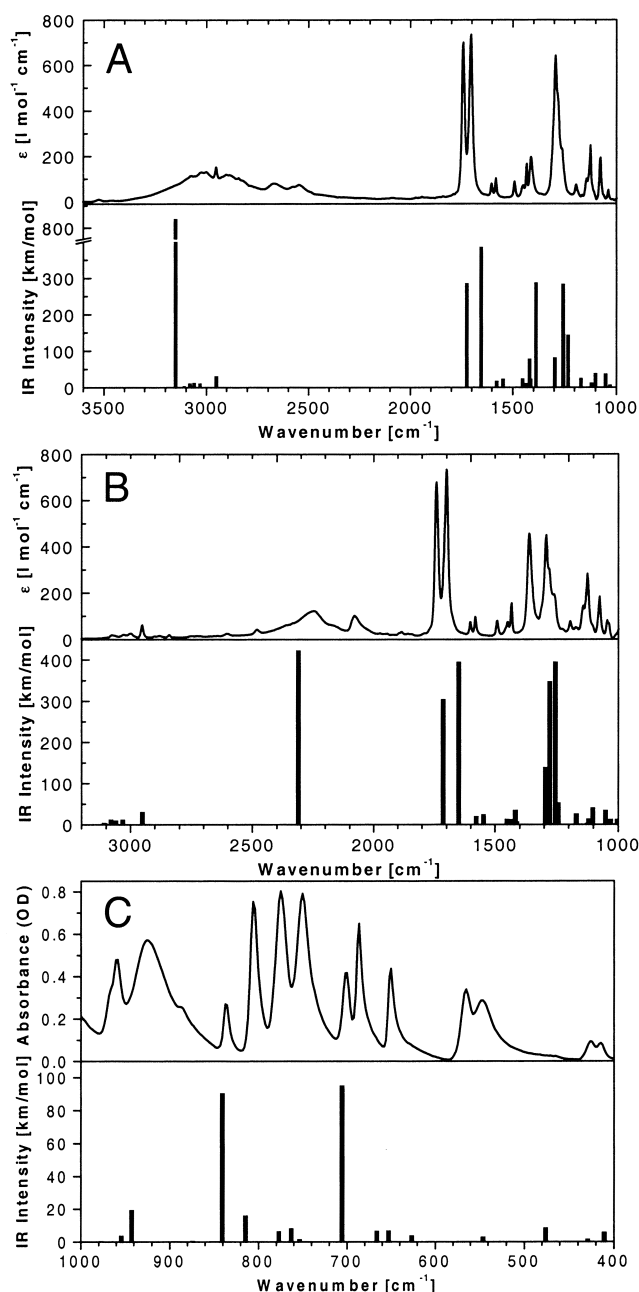 A
ε [l mol-1 cm-1]
800
600
400
200
0
IR Intensity [km/mol]
800
300
200
100
0
3500 3000 2500 2000 1500 1000
Wavenumber [cm-1]
B
ε [l mol-1 cm-1]
800
600
400
200
0
IR Intensity [km/mol]
400
300
200
100
0
3000 2500 2000 1500 1000
Wavenumber [cm-1]
C
Absorbance (OD)
0.8
0.6
0.4
0.2
0.0
IR Intensity [km/mol]
100
80
60
40
20
0
1000 900 800 700 600 500 400
Wavenumber [cm-1]